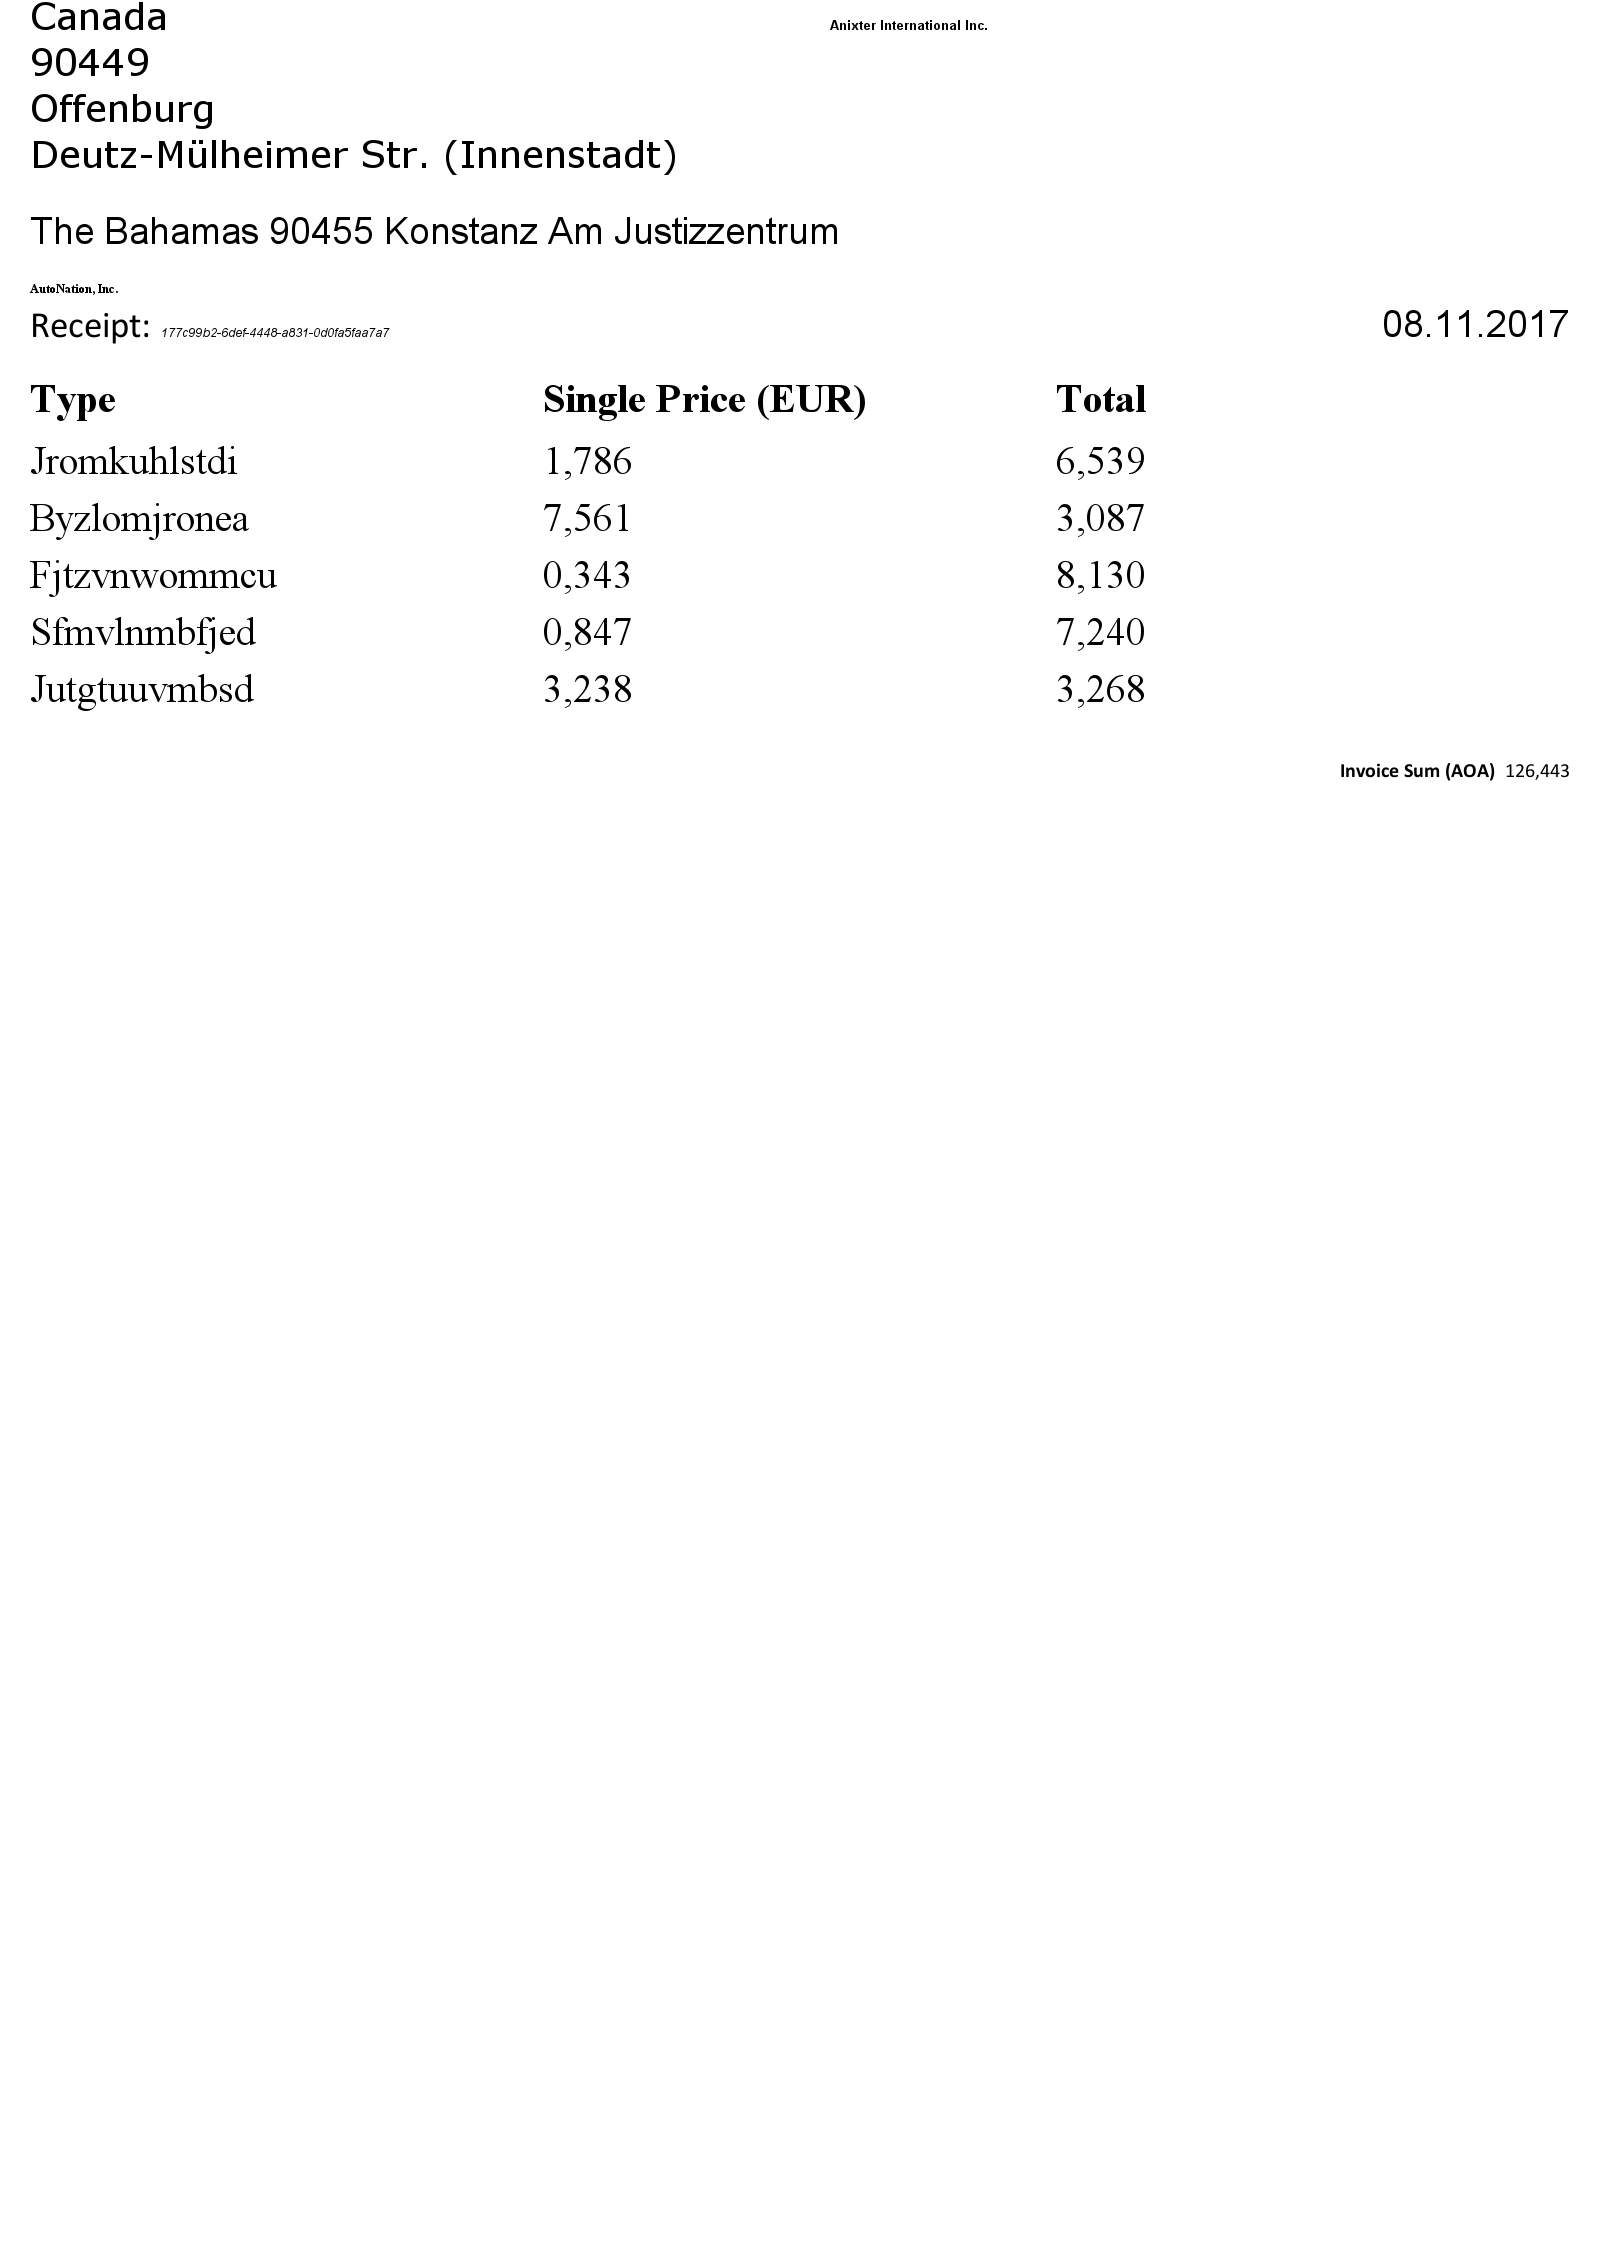 Canada
Anixter International Inc.
90449
Offenburg
Deutz-Mülheimer Str. (Innenstadt)
The Bahamas 90455 Konstanz Am Justizzentrum
AutoNation, Inc.
Receipt: 177c99b2-6def-4448-a831-0d0fa5faa7a7 08.11.2017
Type Single Price (EUR) Total
Jromkuhlstdi 1,786 6,539
Byzlomjronea 7,561 3,087
Fjtzvnwommcu 0,343 8,130
Sfmvlnmbfjed 0,847 7,240
Jutgtuuvmbsd 3,238 3,268
Invoice Sum (AOA) 126,443